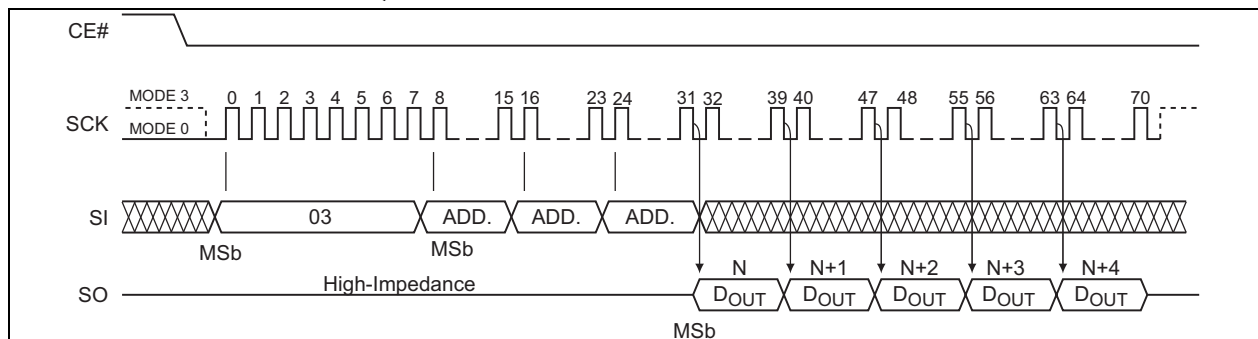 CE#
MODE 3 0 1 2 3 4 5 6 7 8 15 16 23 24 31 32 39 40 47 48 55 56 63 64 70
SCK
MODE 0
SI 03 ADD. ADD. ADD.
MSb MSb
N N+1 N+2 N+3 N+4
SO High-Impedance DOUT DOUT DOUT DOUT DOUT
MSb